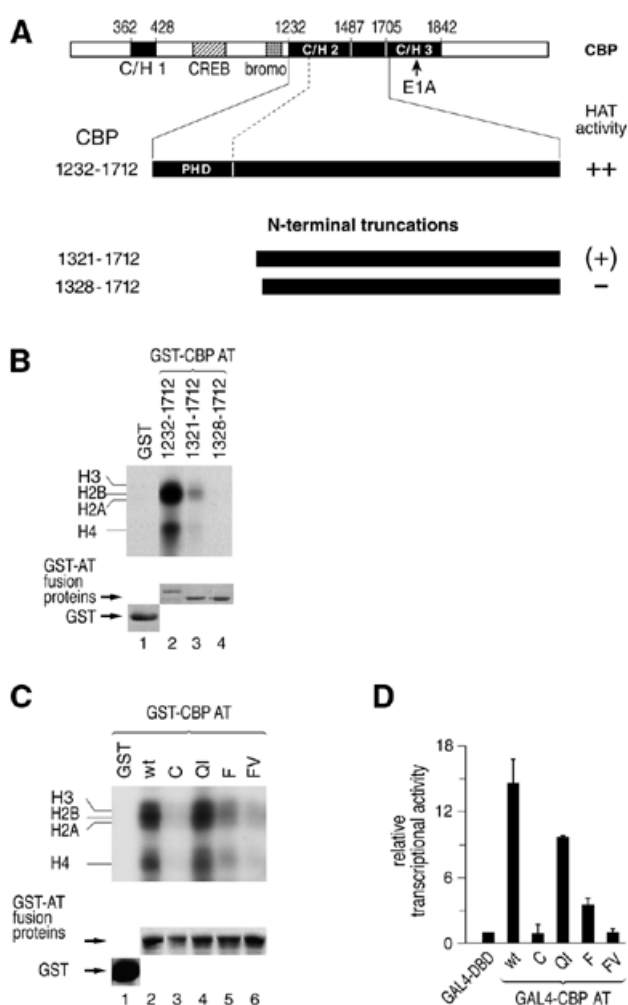 A
362 428 1232 1487 1705 1842
C/H 2 C/H 3 CBP
C/H 1 CREB bromo
E1A
HAT
activity
CBP
1232-1712 PHD ++
N-terminal truncations
1321-1712 (+)
1328-1712 –
B
GST-CBP AT
GST 1232-1712 1321-1712 1328-1712
H3
H2B
H2A
H4
GST-AT
fusion
proteins
GST
1 2 3 4
C
GST-CBP AT
GST wt C QI F FV
H3
H2B
H2A
H4
GST-AT
fusion
proteins
GST
1 2 3 4 5 6
D
relative
transcriptional activity
18
12
6
0
GAL4-DBD wt C QI F FV
GAL4-CBP AT